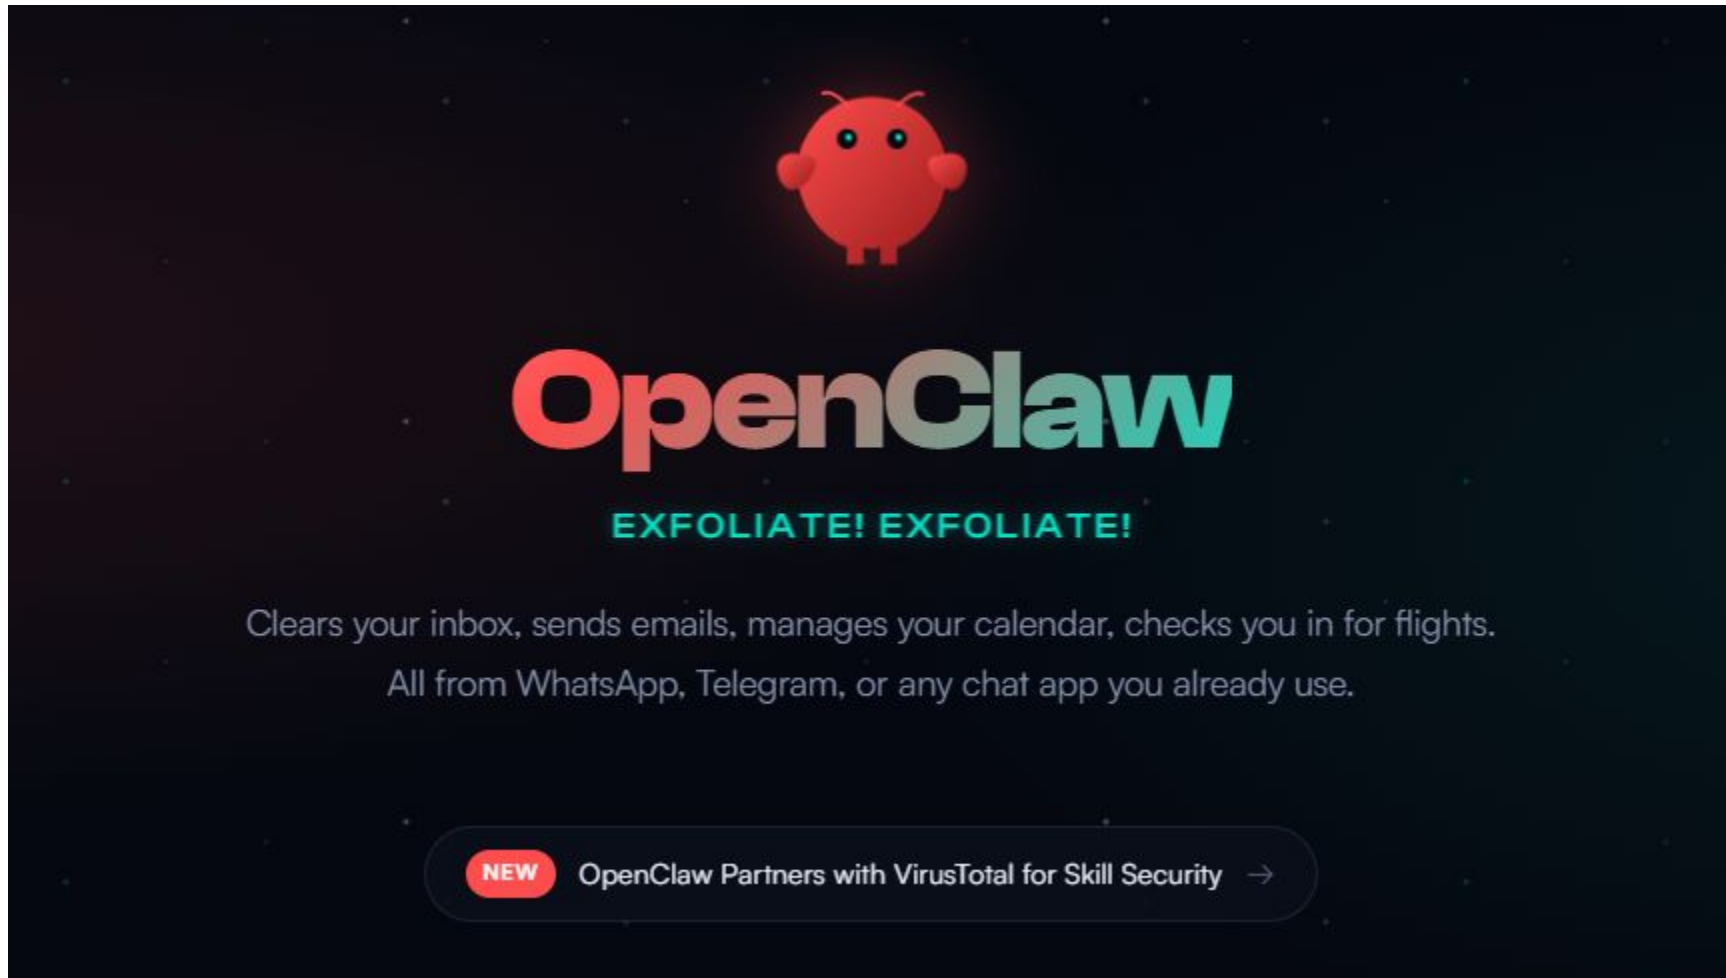 OpenClaw
EXFOLIATE! EXFOLIATE!
Clears your inbox, sends emails, manages your calendar, checks you in for flights.
All from WhatsApp, Telegram, or any chat app you already use.
NEW OpenClaw Partners with VirusTotal for Skill Security →